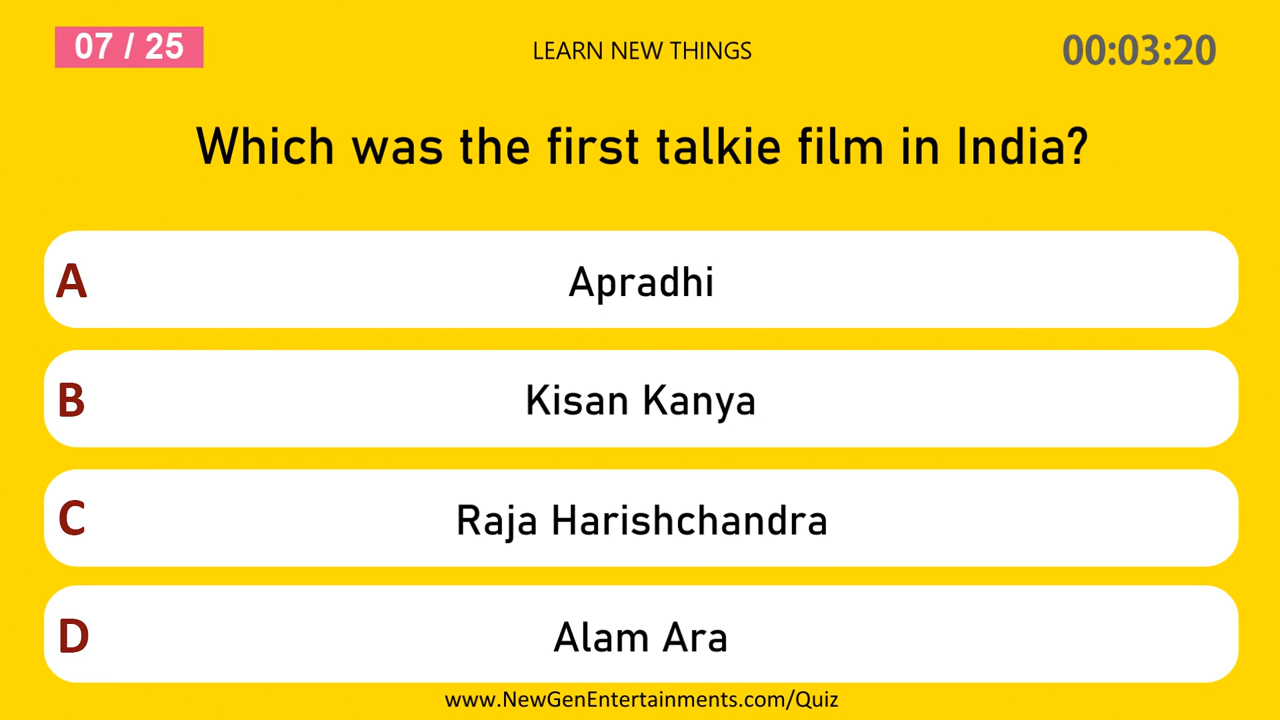 07 / 25
LEARN NEW THINGS
00:03:20
Which was the first talkie film in India?
A
Apradhi
B
Kisan Kanya
C
Raja Harishchandra
D
Alam Ara
www.NewGenEntertainments.com/Quiz